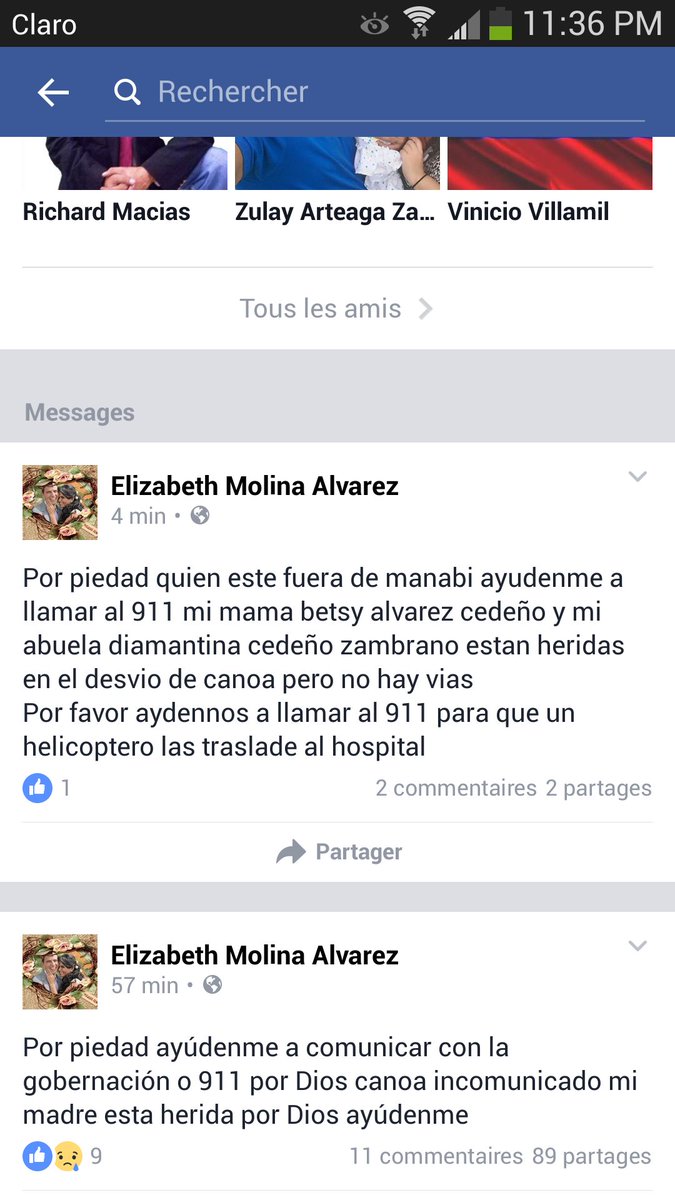 Claro 11:36 PM
Rechercher
Richard Macias Zulay Arteaga Za... Vinicio Villamil
Tous les amis
Messages
Elizabeth Molina Alvarez
4 min
Por piedad quien este fuera de manabi ayudenme a
llamar al 911 mi mama betsy alvarez cedeño y mi
abuela diamantina cedeño zambrano estan heridas
en el desvio de canoa pero no hay vias
Por favor aydennos a llamar al 911 para que un
helicoptero las traslade al hospital
1 2 commentaires 2 partages
Partager
Elizabeth Molina Alvarez
57 min
Por piedad ayúdenme a comunicar con la
gobernación o 911 por Dios canoa incomunicado mi
madre esta herida por Dios ayúdenme
9 11 commentaires 89 partages